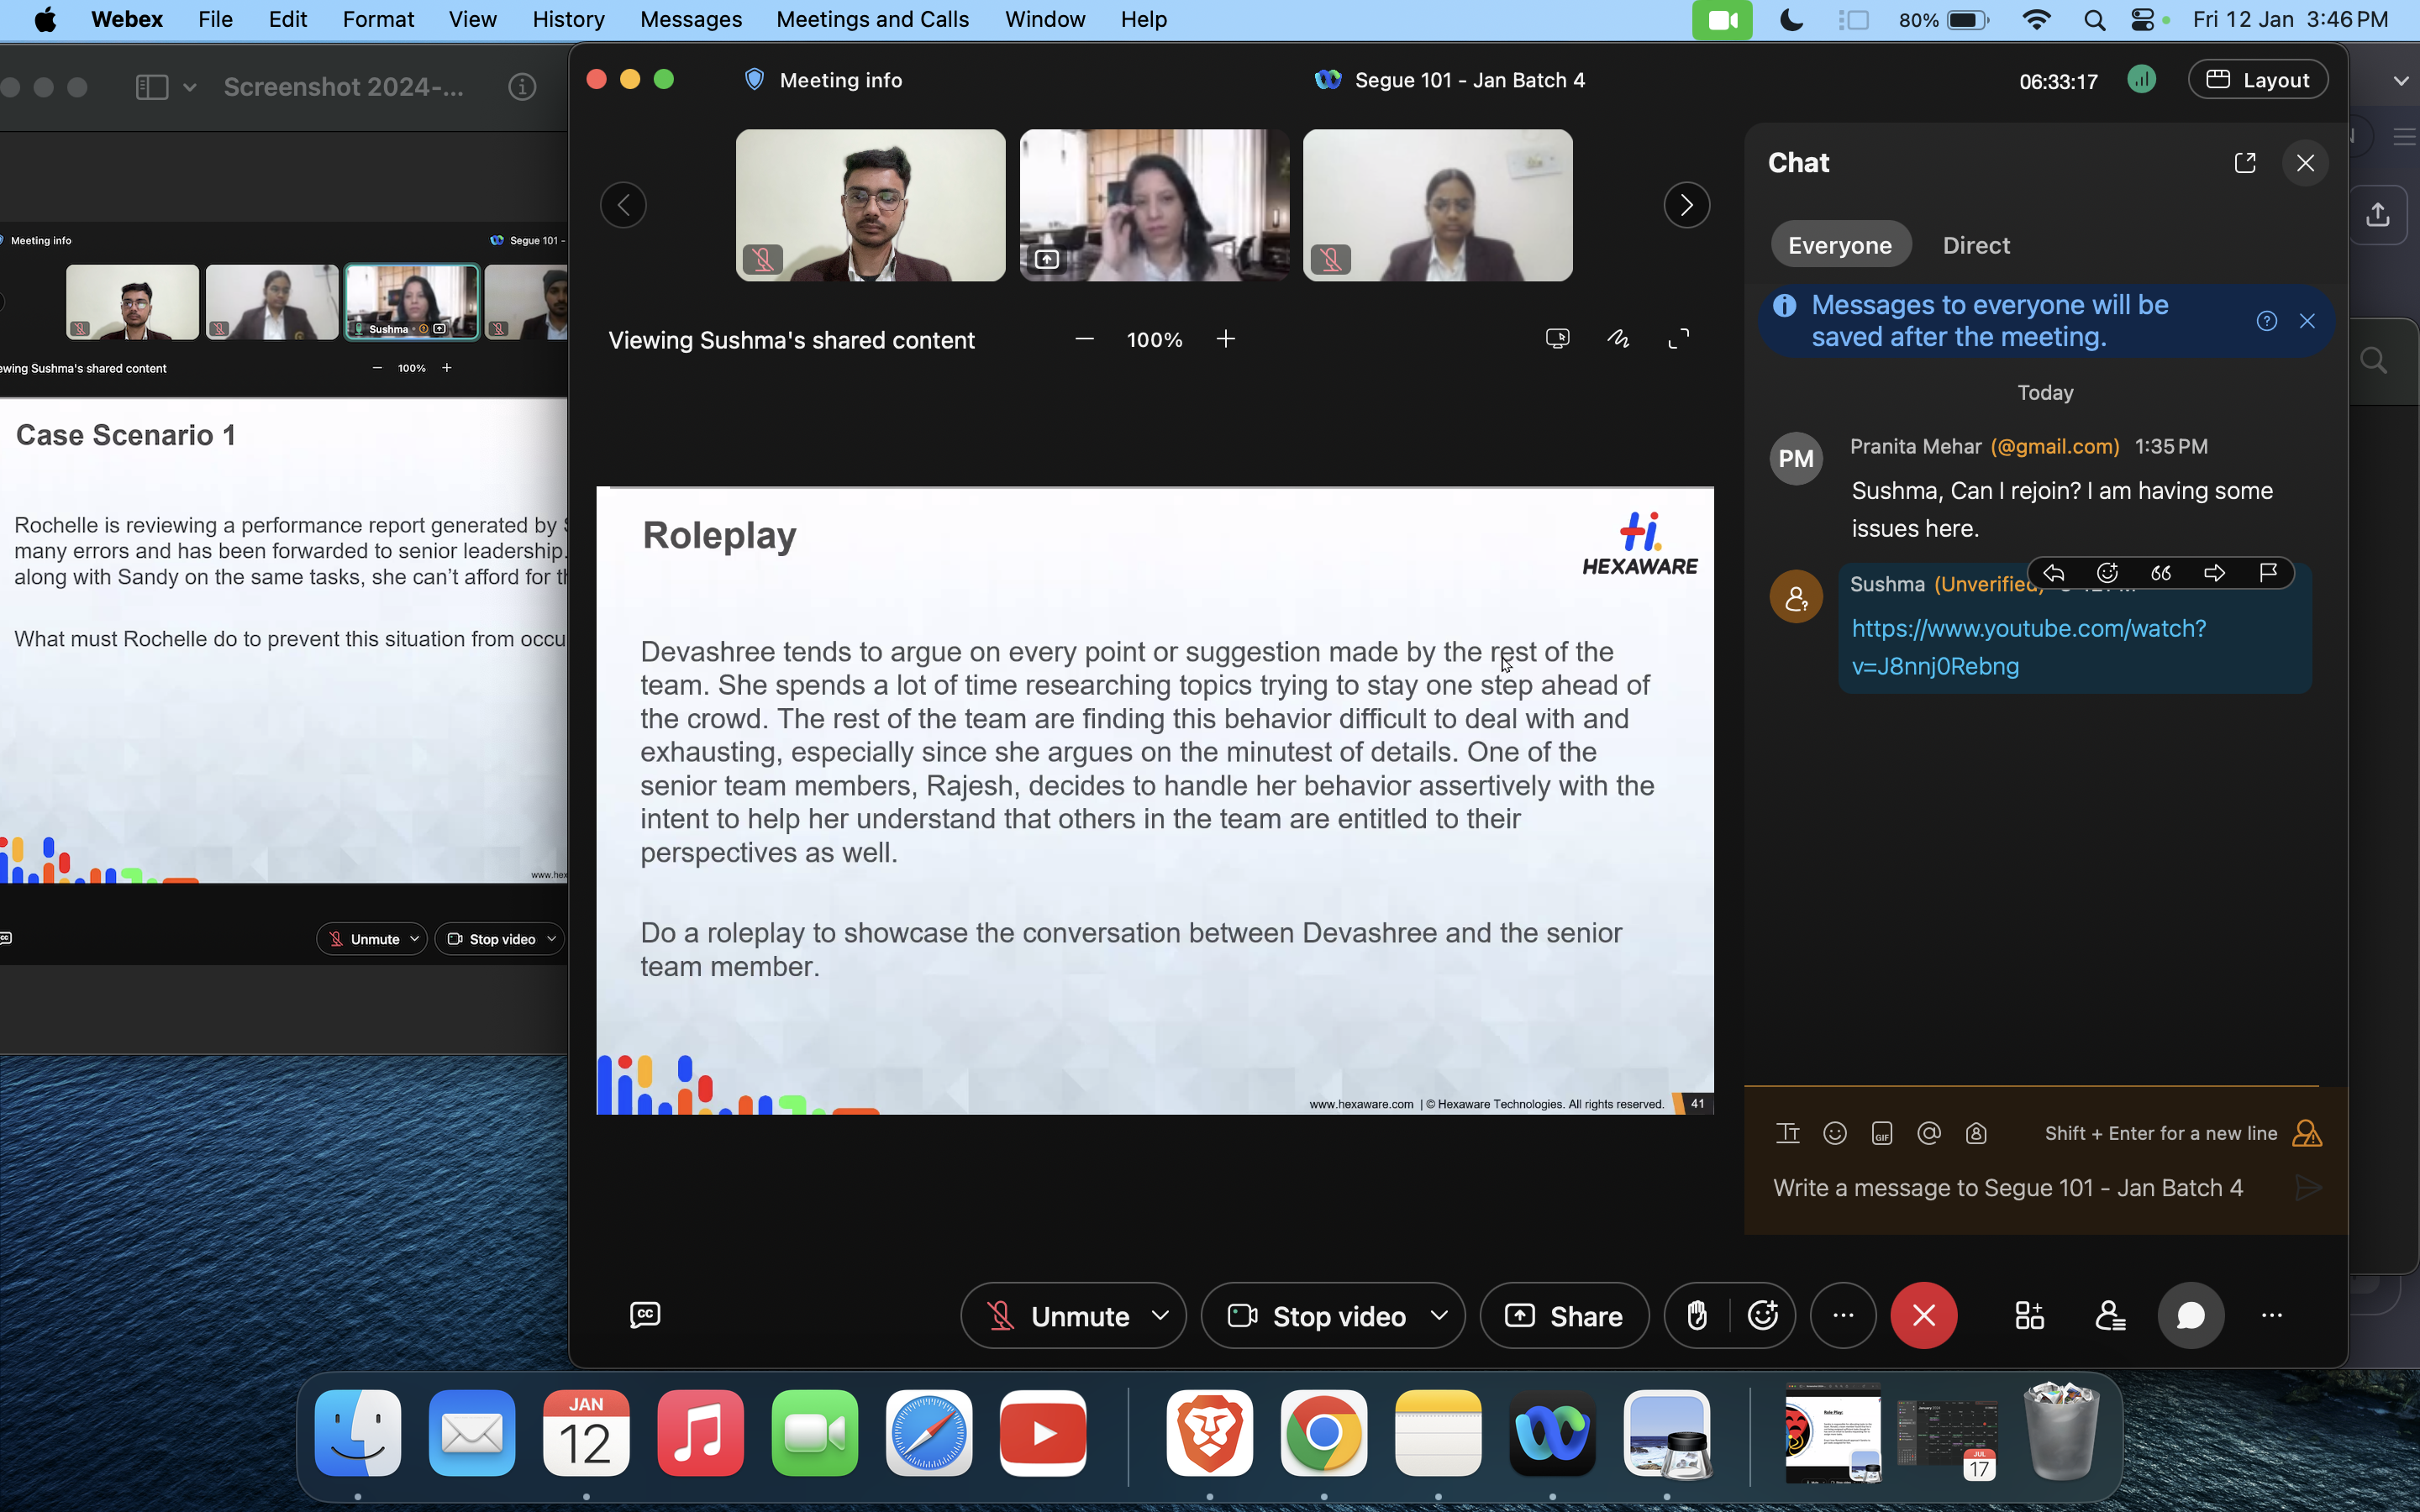 Webex File Edit Format View History Messages Meetings and Calls Window Help 80% Fri 12 Jan 3:46 PM
Screenshot 2024-...
Meeting info
Segue 101 -
Sushma
wing Sushma's shared content
100%
Case Scenario 1
Rochelle is reviewing a performance report generated by
many errors and has been forwarded to senior leadership.
along with Sandy on the same tasks, she can't afford for
What must Rochelle do to prevent this situation from occu
www.hex
CC
Unmute
Stop video
Meeting info
Segue 101 - Jan Batch 4
06:33:17
Layout
Viewing Sushma's shared content
100%
Roleplay
Hi.
HEXAWARE
Devashree tends to argue on every point or suggestion made by the rest of the
team. She spends a lot of time researching topics trying to stay one step ahead of
the crowd. The rest of the team are finding this behavior difficult to deal with and
exhausting, especially since she argues on the minutest of details. One of the
senior team members, Rajesh, decides to handle her behavior assertively with the
intent to help her understand that others in the team are entitled to their
perspectives as well.
Do a roleplay to showcase the conversation between Devashree and the senior
team member.
www.hexaware.com | © Hexaware Technologies. All rights reserved. 41
Chat
Everyone
Direct
Messages to everyone will be
saved after the meeting.
Today
PM
Pranita Mehar (@gmail.com) 1:35 PM
Sushma, Can I rejoin? I am having some
issues here.
Sushma (Unverified)
https://www.youtube.com/watch?
v=J8nnj0Rebng
GIF
Shift + Enter for a new line
Write a message to Segue 101 - Jan Batch 4
CC
Unmute
Stop video
Share
JAN
12
JUL
17